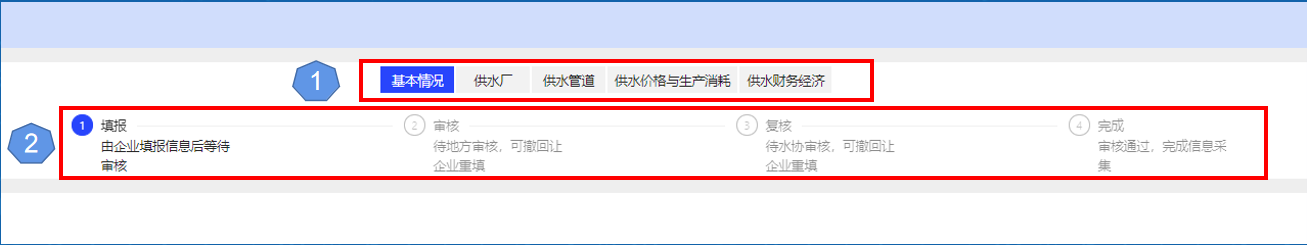 1
基本情况 供水厂 供水管道 供水价格与生产消耗 供水财务经济
2
1 填报
由企业填报信息后等待
审核
2 审核
待地方审核，可撤回让
企业重填
3 复核
待水协审核，可撤回让
企业重填
4 完成
审核通过，完成信息采
集